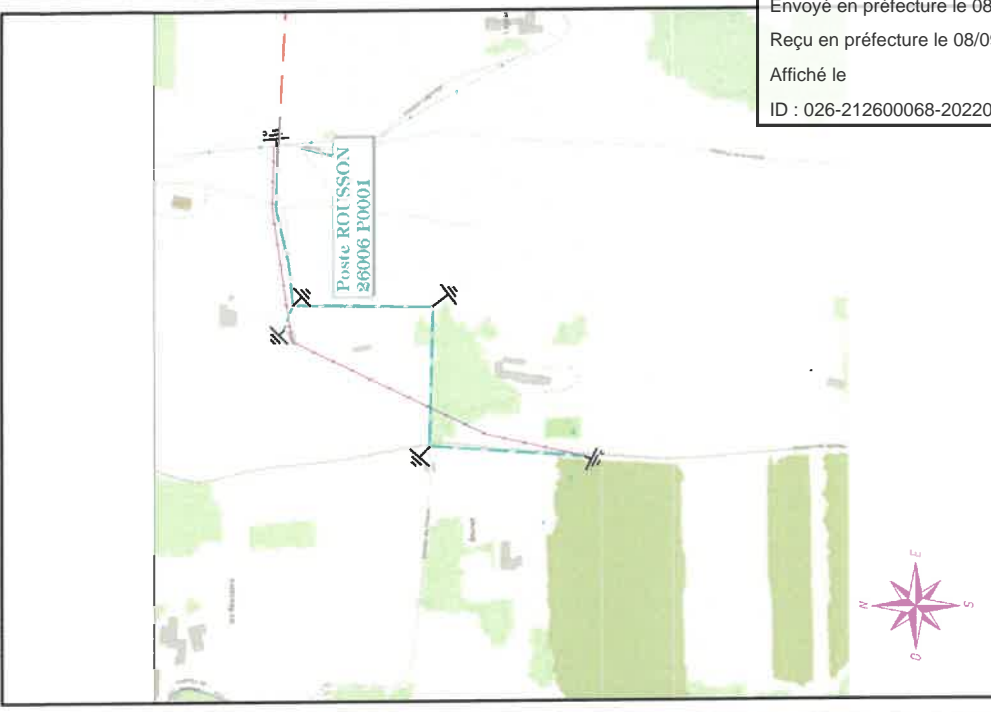 Envoyé en préfecture le 08
Reçu en préfecture le 08/0
Affiché le
ID : 026-212600068-20220
Poste ROUSSON
26006 P0001
N
E
S
O